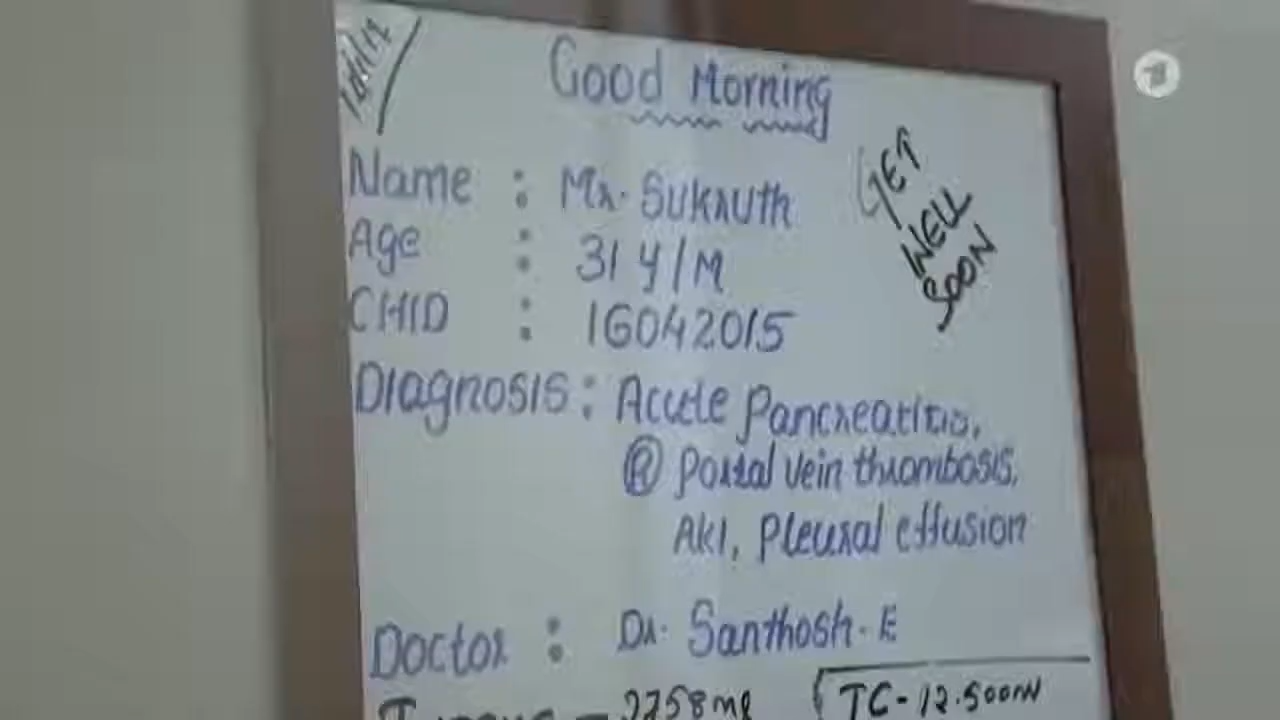 Good Morning
Name : Mr. Sukruth
GET
WELL
SOON
Age : 31 y/M
CHID : 16042015
Diagnosis : Accute Pancreatitis,
Ⓡ Portal vein thrombosis,
AKI, Pleural effusion
Doctor : Dr. Santhosh. E
TC - 12.500